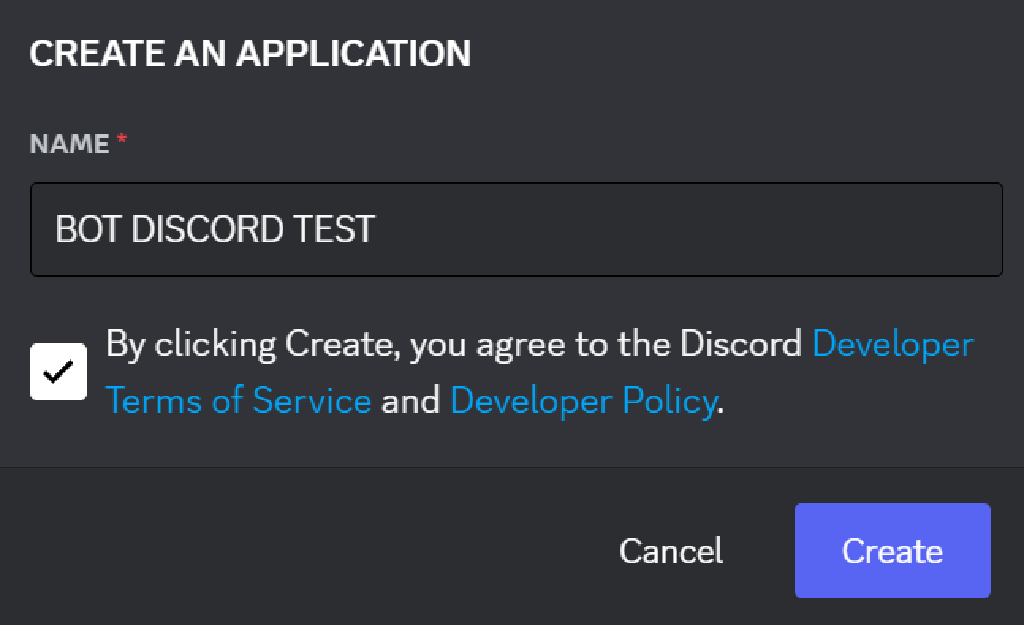 CREATE AN APPLICATION
NAME *
BOT DISCORD TEST
By clicking Create, you agree to the Discord Developer
Terms of Service and Developer Policy.
Cancel
Create